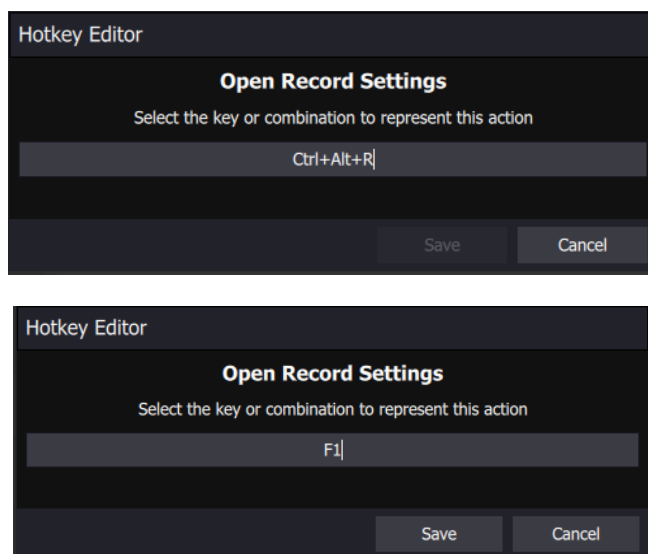 Hotkey Editor
Open Record Settings
Select the key or combination to represent this action
Ctrl+Alt+R
Save Cancel
Hotkey Editor
Open Record Settings
Select the key or combination to represent this action
F1
Save Cancel